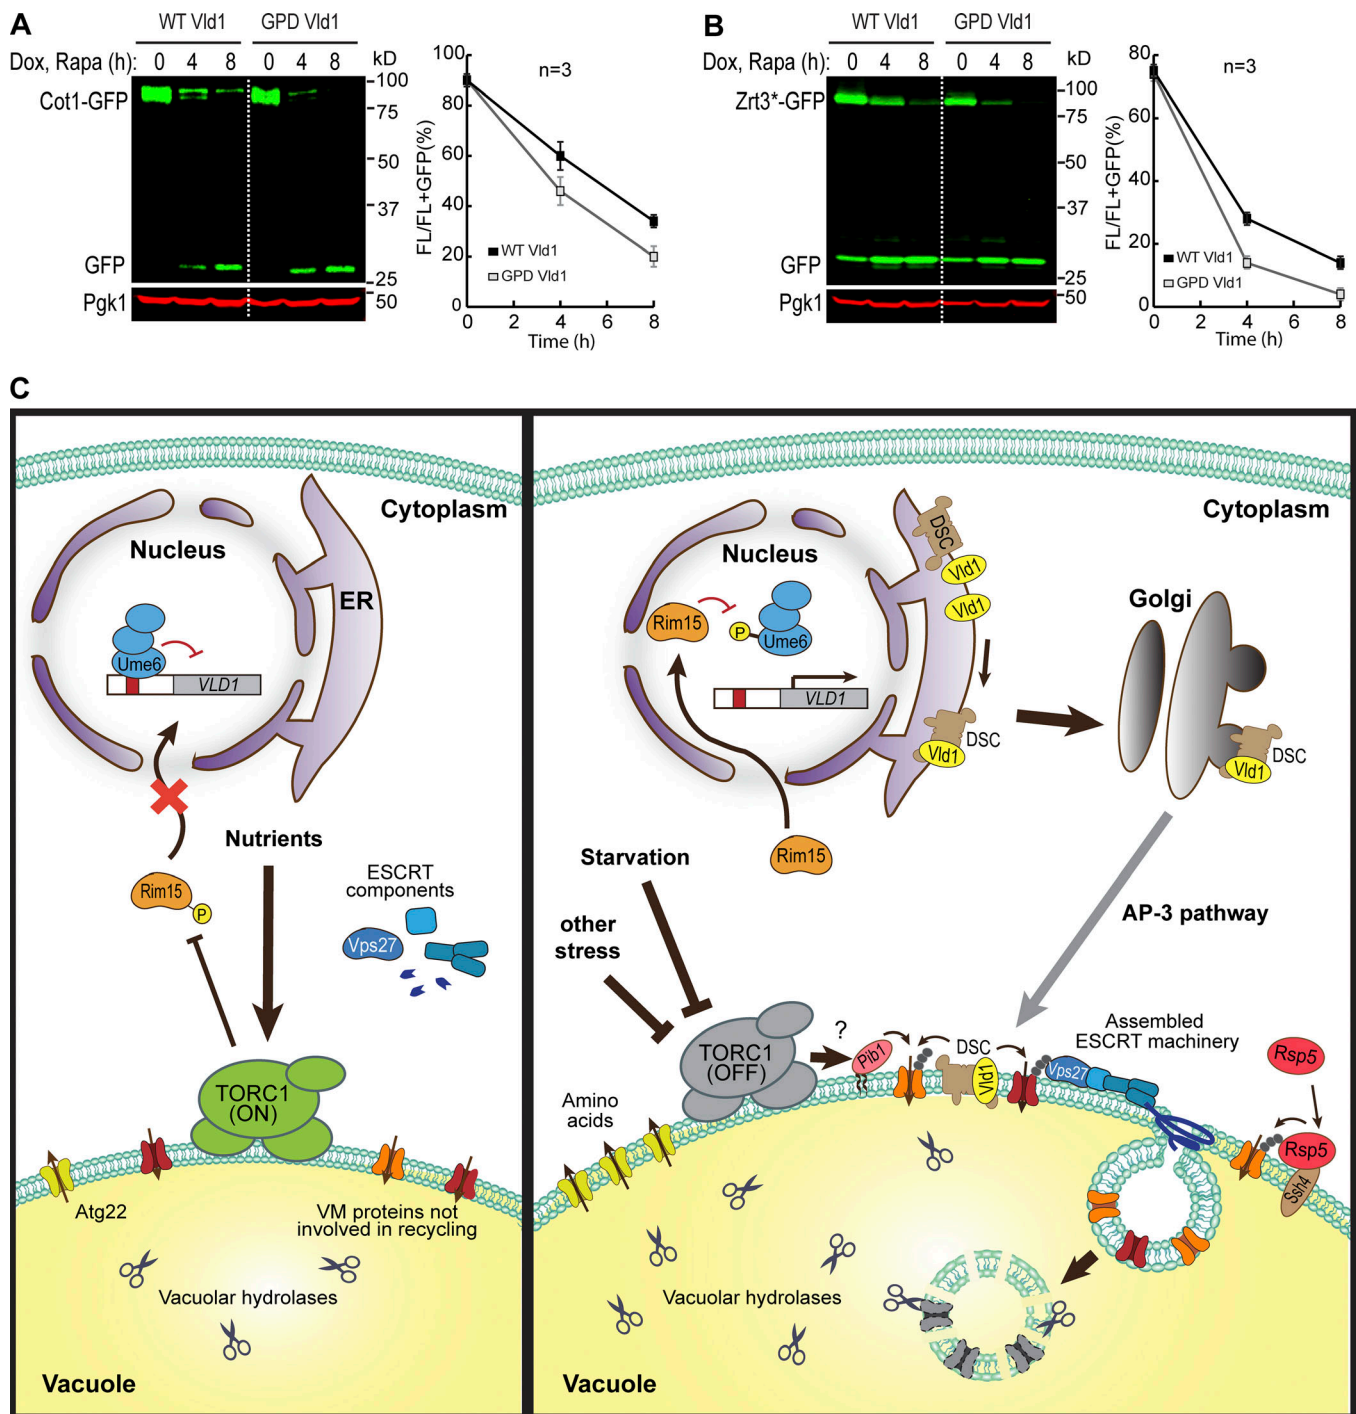 A
WT Vld1 GPD Vld1
Dox, Rapa (h): 0 4 8 0 4 8 kD
Cot1-GFP
100
75
50
37
GFP
25
Pgk1
50
100
80
60
40
20
0
FL/FL+GFP(%)
n=3
WT Vld1
GPD Vld1
0 2 4 6 8
Time (h)
B
WT Vld1 GPD Vld1
Dox, Rapa (h): 0 4 8 0 4 8 kD
Zrt3*-GFP
100
75
50
37
GFP
25
Pgk1
50
80
60
40
20
0
FL/FL+GFP(%)
n=3
WT Vld1
GPD Vld1
0 2 4 6 8
Time (h)
C
Cytoplasm
Nucleus
ER
Ume6
VLD1
Nutrients
Rim15
P
ESCRT
components
Vps27
TORC1
(ON)
Atg22
VM proteins not
involved in recycling
Vacuolar hydrolases
Vacuole
Cytoplasm
Nucleus
DSC
Vld1
Vld1
Rim15
P
Ume6
VLD1
DSC
Vld1
Golgi
DSC
Vld1
Rim15
Starvation
other
stress
AP-3 pathway
TORC1
(OFF)
?
Pib1
DSC
Vld1
Assembled
ESCRT machinery
Vps27
Rsp5
Rsp5
Ssh4
Amino
acids
Vacuolar hydrolases
Vacuole